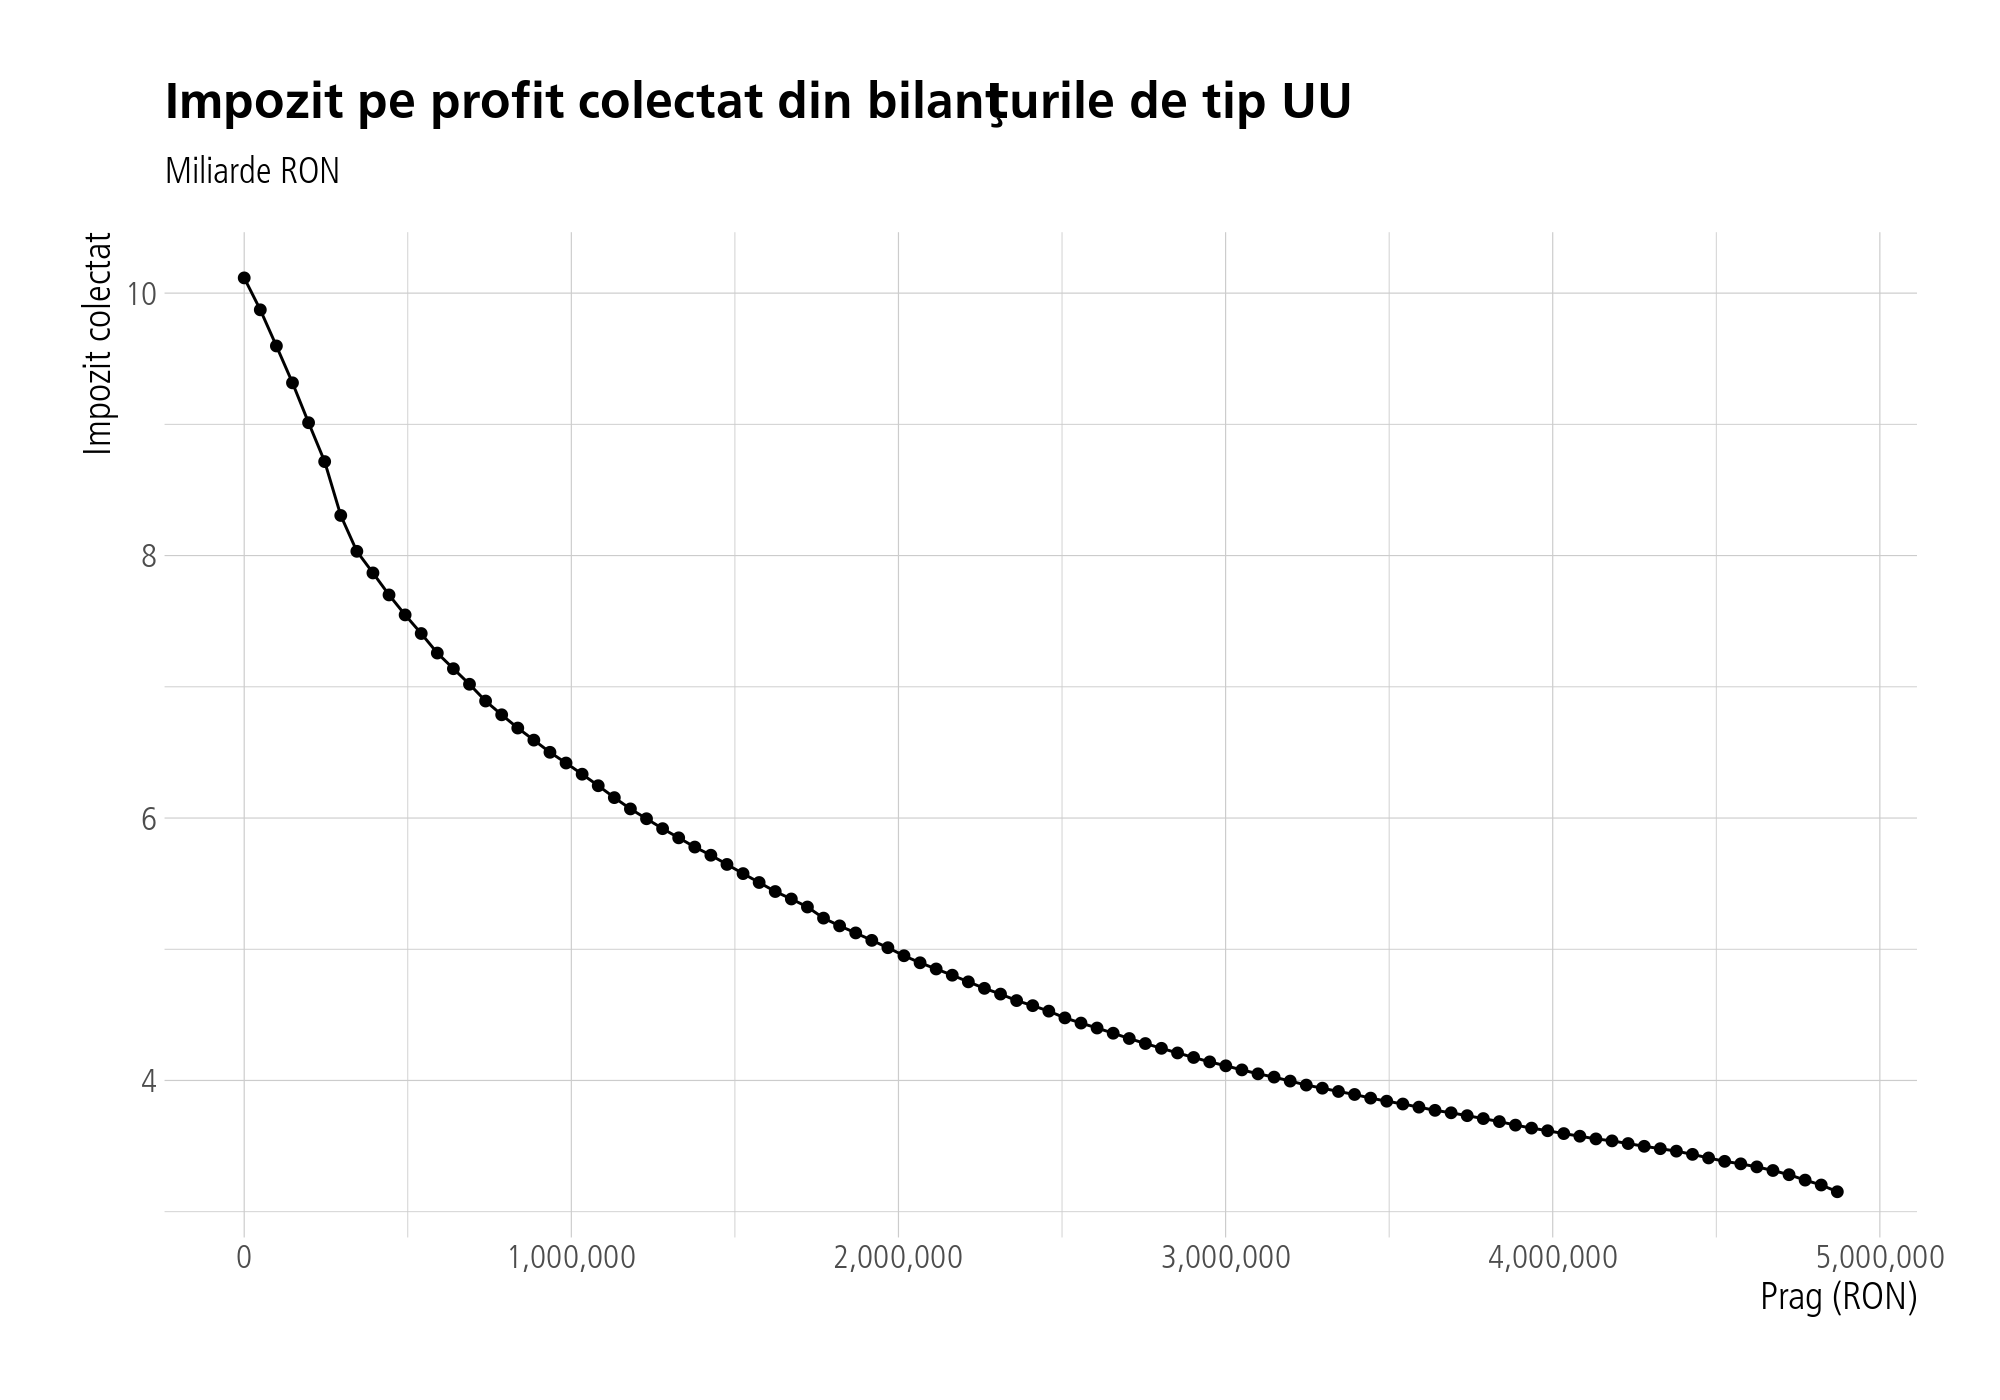 Impozit pe profit colectat din bilanţurile de tip UU
Miliarde RON
Impozit colectat
10
8
6
4
0
1,000,000
2,000,000
3,000,000
4,000,000
5,000,000
Prag (RON)